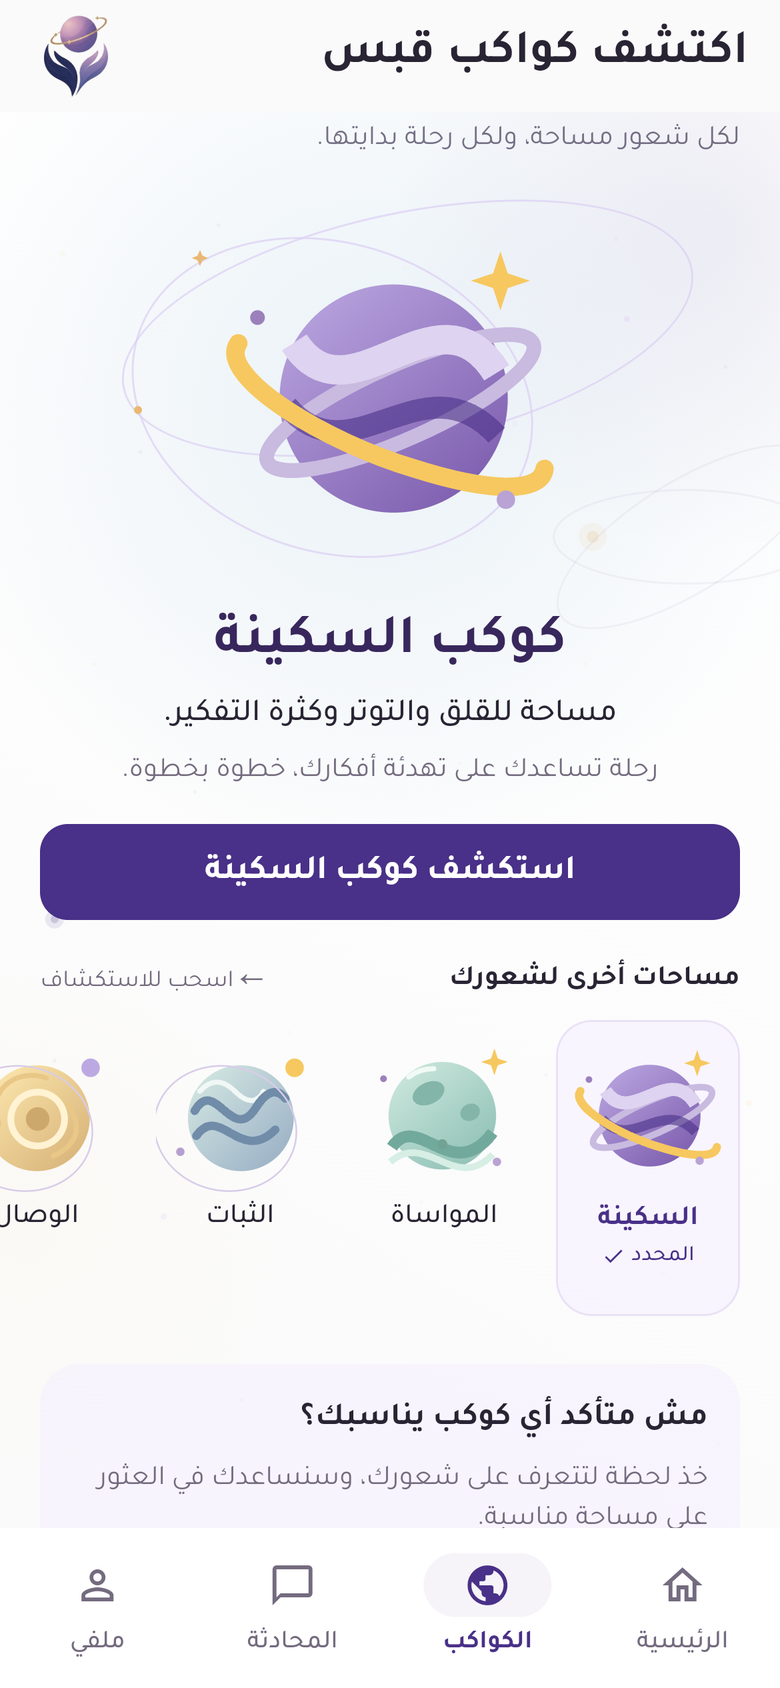 اكتشف كواكب قبس
لكل شعور مساحة، ولكل رحلة بدايتها.
كوكب السكينة
مساحة للقلق والتوتر وكثرة التفكير.
رحلة تساعدك على تهدئة أفكارك، خطوة بخطوة.
استكشف كوكب السكينة
مساحات أخرى لشعورك
← اسحب للاستكشاف
السكينة
المحدد ✓
المواساة
الثبات
الوصال
مش متأكد أي كوكب يناسبك؟
خذ لحظة لتتعرف على شعورك، وسنساعدك في العثور
على مساحة مناسبة.
الرئيسية
الكواكب
المحادثة
ملفي